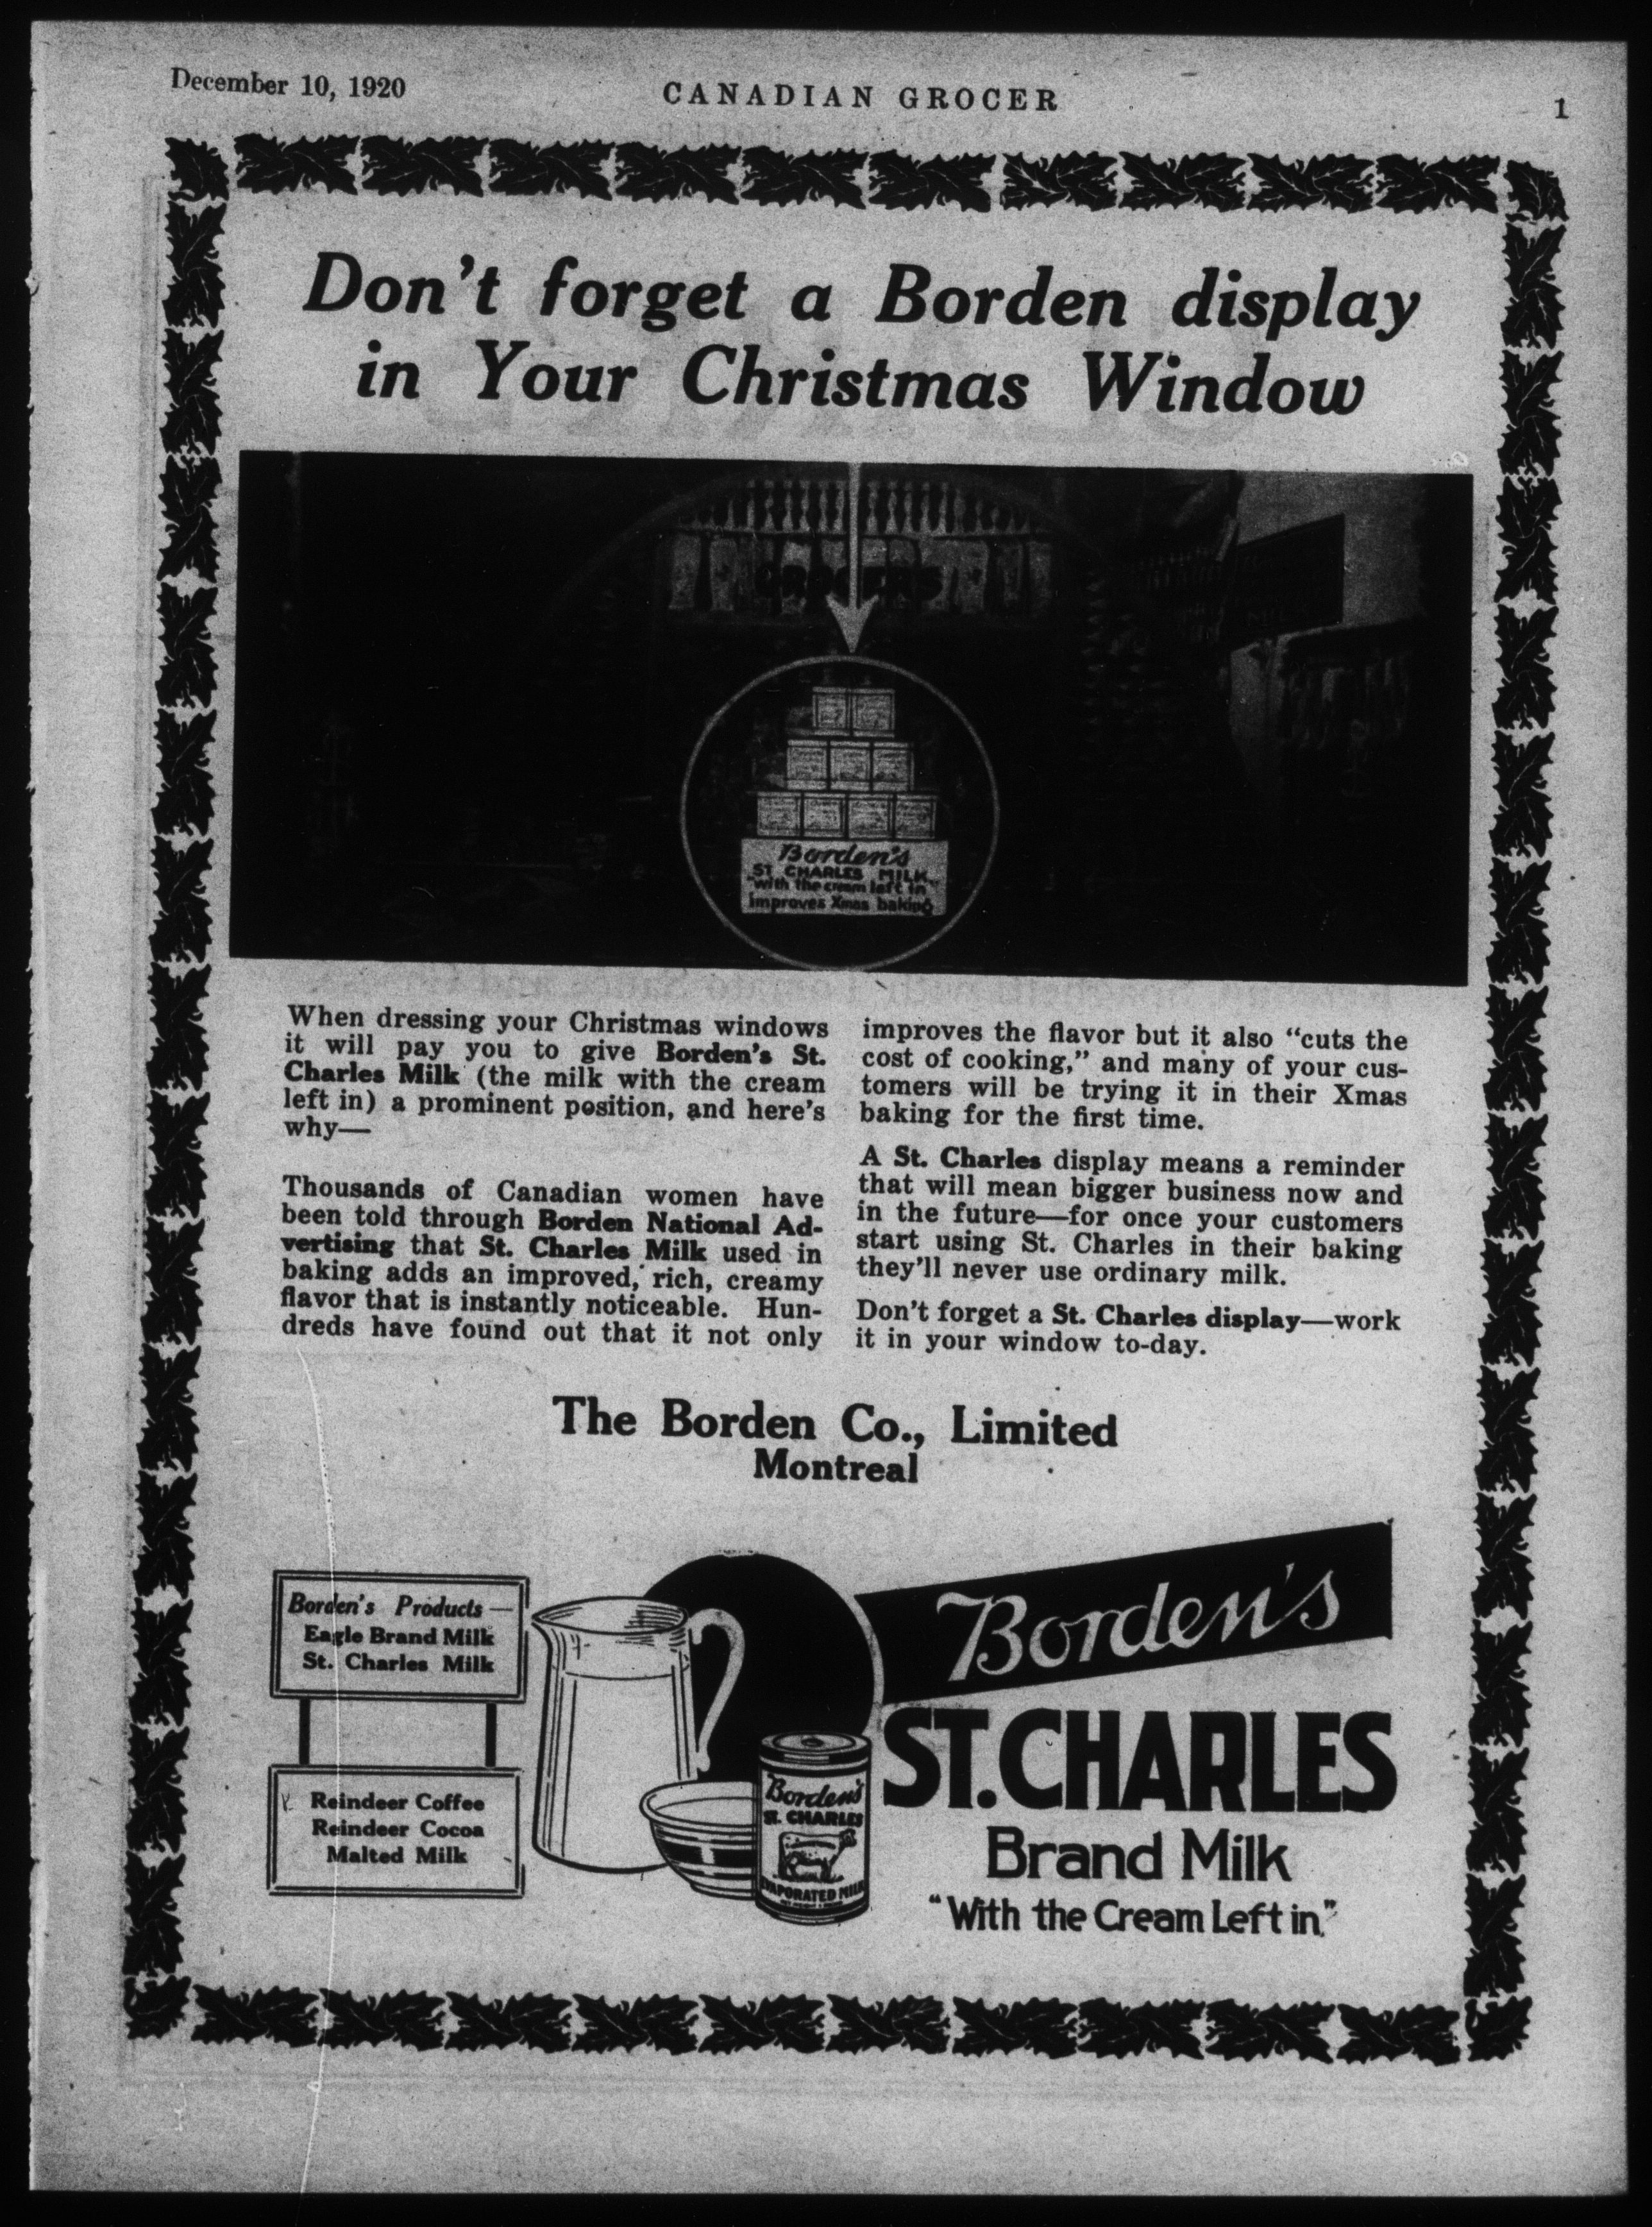 December 10, 1920
CANADIAN GROCER
1
Don't forget a Borden display
in Your Christmas Window
GROCERS
Borden's
ST CHARLES MILK
"with the cream left in"
improves Xmas baking
When dressing your Christmas windows
it will pay you to give Borden's St.
Charles Milk (the milk with the cream
left in) a prominent position, and here's
why—
Thousands of Canadian women have
been told through Borden National Ad-
vertising that St. Charles Milk used in
baking adds an improved, rich, creamy
flavor that is instantly noticeable. Hun-
dreds have found out that it not only
improves the flavor but it also "cuts the
cost of cooking," and many of your cus-
tomers will be trying it in their Xmas
baking for the first time.
A St. Charles display means a reminder
that will mean bigger business now and
in the future—for once your customers
start using St. Charles in their baking
they'll never use ordinary milk.
Don't forget a St. Charles display—work
it in your window to-day.
The Borden Co., Limited
Montreal
Borden's Products—
Eagle Brand Milk
St. Charles Milk
Reindeer Coffee
Reindeer Cocoa
Malted Milk
Borden's
ST. CHARLES
EVAPORATED MILK
Borden's
ST. CHARLES
Brand Milk
"With the Cream Left in."